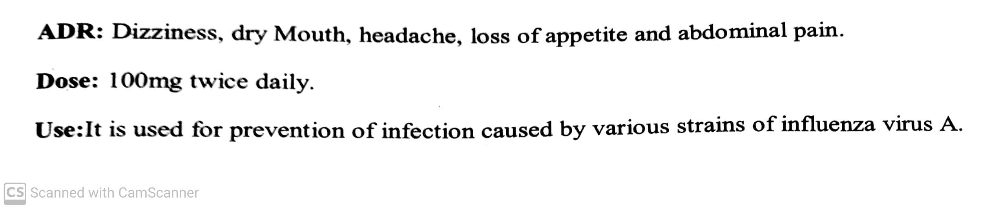 ADR: Dizziness, dry Mouth, headache, loss of appetite and abdominal pain.
Dose: 100mg twice daily.
Use:It is used for prevention of infection caused by various strains of influenza virus A.
CS Scanned with CamScanner